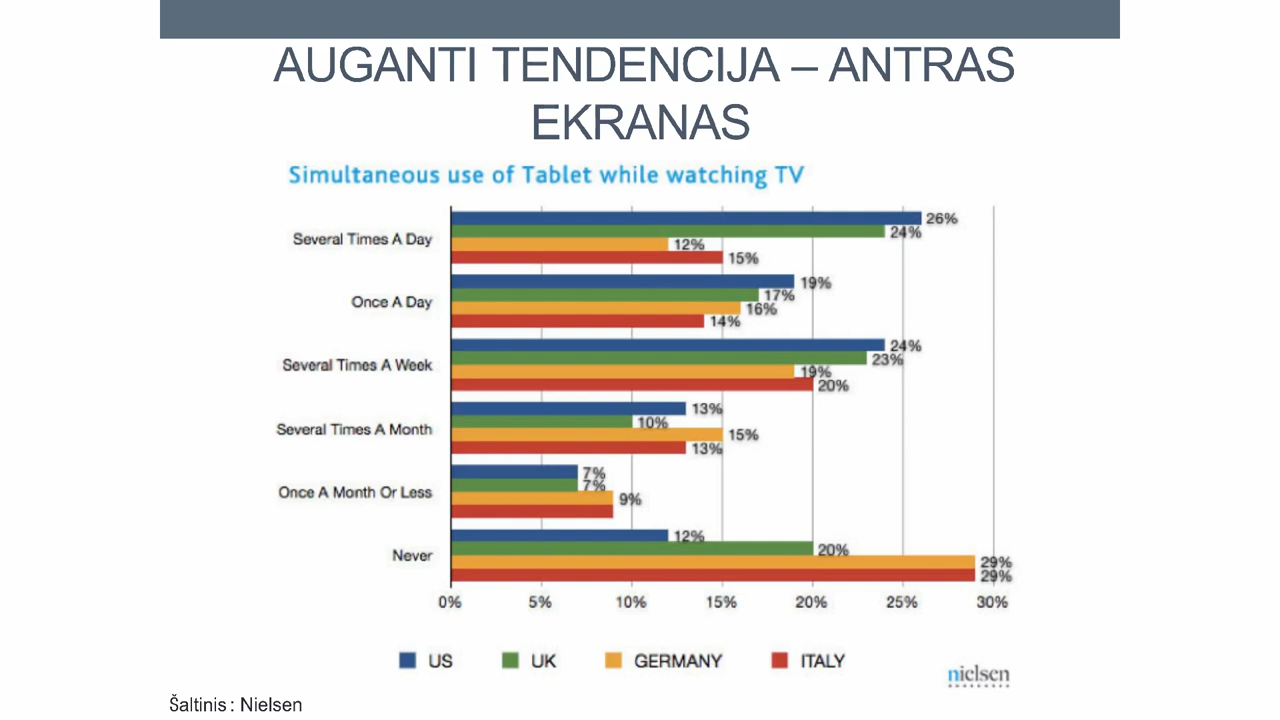 AUGANTI TENDENCIJA – ANTRAS
EKRANAS
Simultaneous use of Tablet while watching TV
Several Times A Day
26%
24%
12%
15%
Once A Day
19%
17%
16%
14%
Several Times A Week
24%
23%
19%
20%
Several Times A Month
13%
10%
15%
13%
Once A Month Or Less
7%
7%
9%
Never
12%
20%
29%
29%
0% 5% 10% 15% 20% 25% 30%
US UK GERMANY ITALY
nielsen
Šaltinis : Nielsen